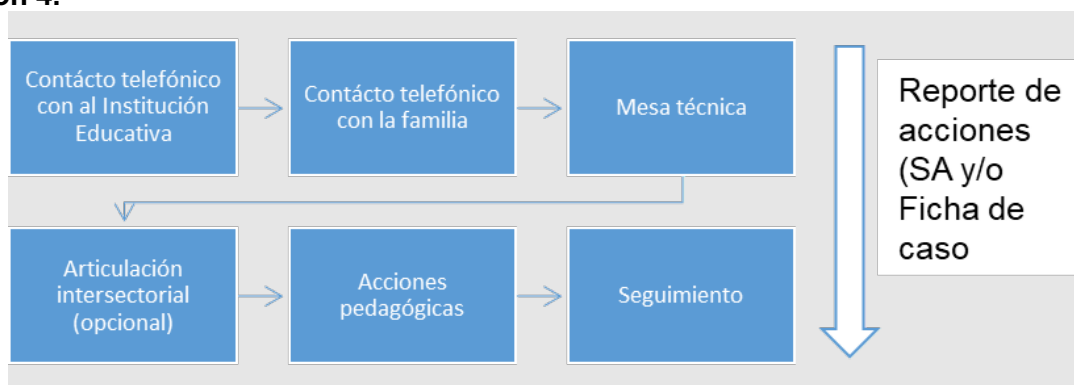 Contácto telefónico
con al Institución
Educativa
Contácto telefónico
con la familia
Mesa técnica
Articulación
intersectorial
(opcional)
Acciones
pedagógicas
Seguimiento
Reporte de
acciones
(SA y/o
Ficha de
caso